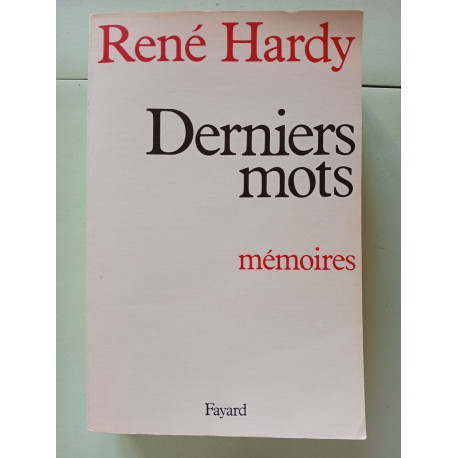 René Hardy
Derniers
mots
mémoires
Fayard